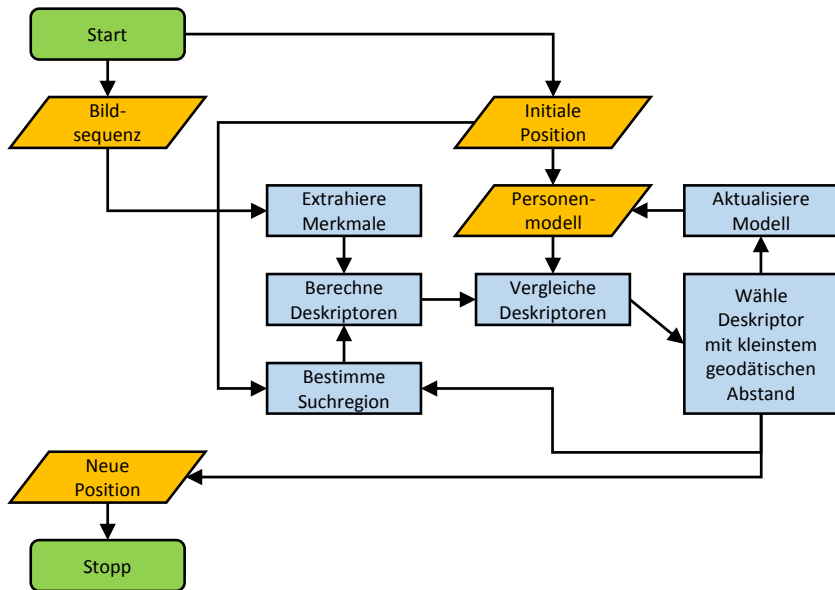 Start
Bild-
sequenz
Initiale
Position
Extrahiere
Merkmale
Personen-
modell
Aktualisiere
Modell
Berechne
Deskriptoren
Vergleiche
Deskriptoren
Wähle
Deskriptor
mit kleinstem
geodätischen
Abstand
Bestimme
Suchregion
Neue
Position
Stopp